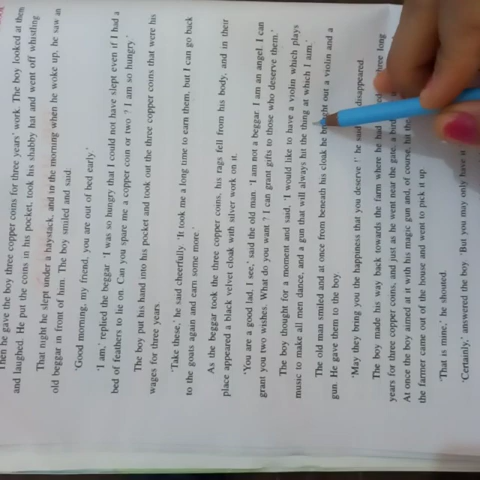 Then he gave the boy three copper coins for three years' work. The boy looked at them
and laughed. He put the coins in his pocket, took his shabby hat and went off whistling
That night he slept under a haystack, and in the morning when he woke up, he saw an
old beggar in front of him. The boy smiled and said:
'Good morning, my friend, you are out of bed early.'
'I am,' replied the beggar 'I was so hungry that I could not have slept even if I had a
bed of feathers to lie on. Can you spare me a copper coin or two ? I am so hungry.'
The boy put his hand into his pocket and took out the three copper coins that were his
wages for three years.
'Take these,' he said cheerfully 'It took me a long time to earn them, but I can go back
to the goats again and earn some more.'
As the beggar took the three copper coins, his rags fell from his body, and in their
place appeared a black velvet cloak with silver work on it.
'You are a good lad, I see,' said the old man. 'I am not a beggar. I am an angel. I can
grant you two wishes. What do you want ? I can grant gifts to those who deserve them.'
The boy thought for a moment and said, 'I would like to have a violin which plays
music to make all men dance, and a gun that will always hit the thing at which I aim.'
The old man smiled and at once from beneath his cloak he out a violin and a
gun. He gave them to the boy
'May they bring you the happiness that you deserve !' he disappeared.
The boy made his way back towards the farm where he had three long
years for three copper coins, and just as he went near the gate, a
At once the boy aimed at it with his magic gun and, of course, hit the
the farmer came out of the house and went to pick it up
'That is mine,' he shouted.
'Certainly,' answered the boy. 'But you may only have it